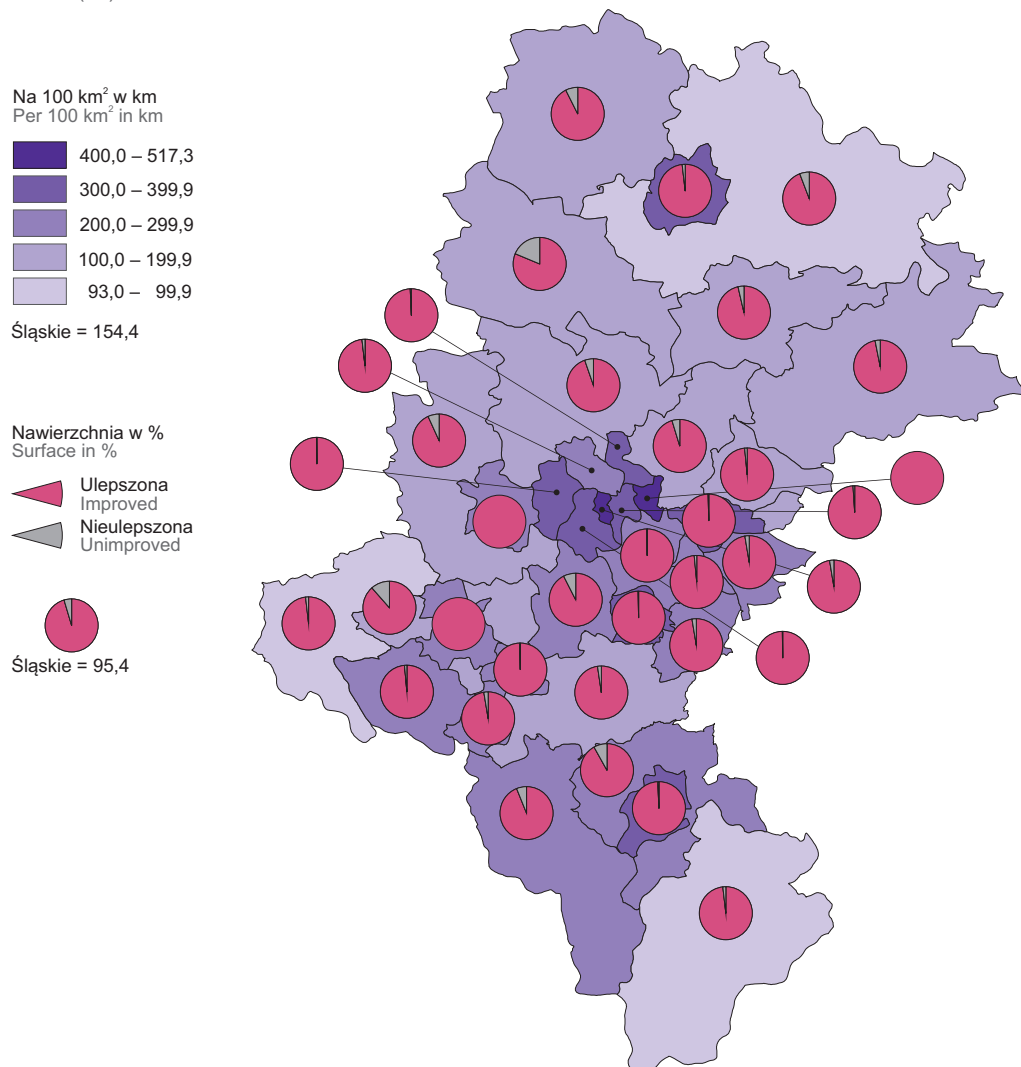 Na 100 km² w km
Per 100 km² in km
400,0 – 517,3
300,0 – 399,9
200,0 – 299,9
100,0 – 199,9
93,0 – 99,9
Śląskie = 154,4
Nawierzchnia w %
Surface in %
Ulepszona
Improved
Nieulepszona
Unimproved
Śląskie = 95,4